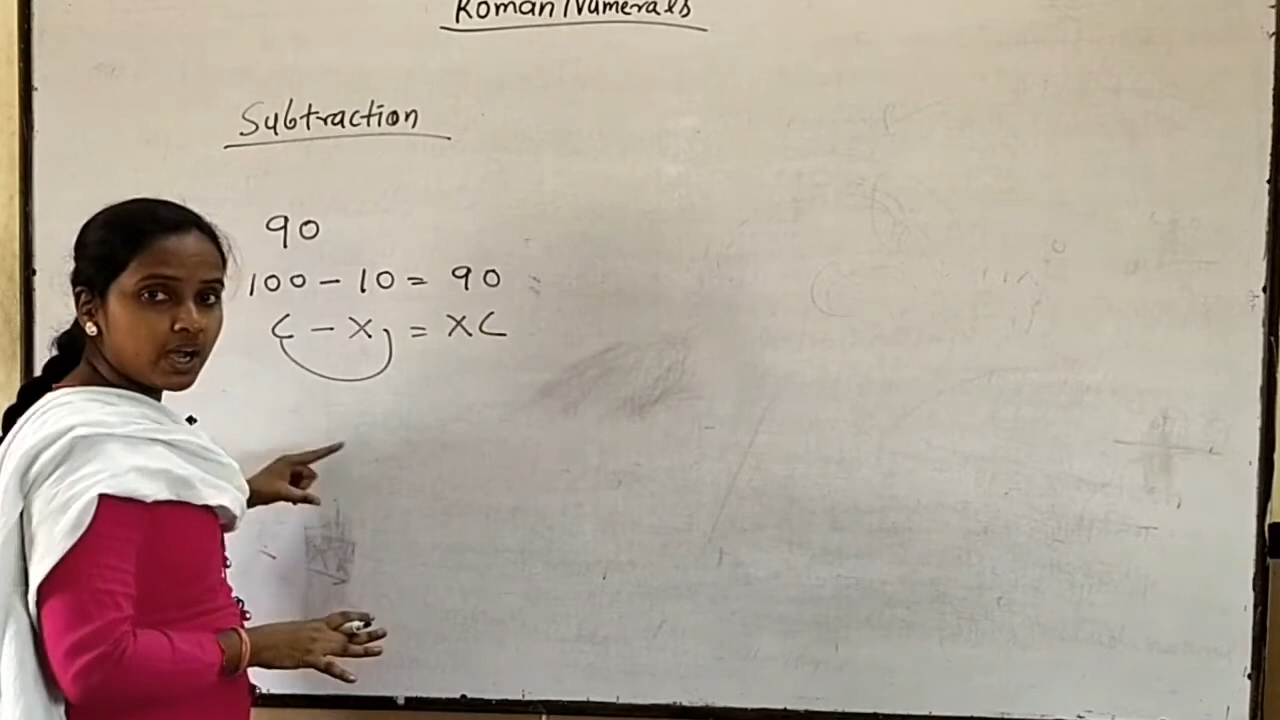 Roman Numerals
Subtraction
90
100 - 10 = 90
C - X = XC